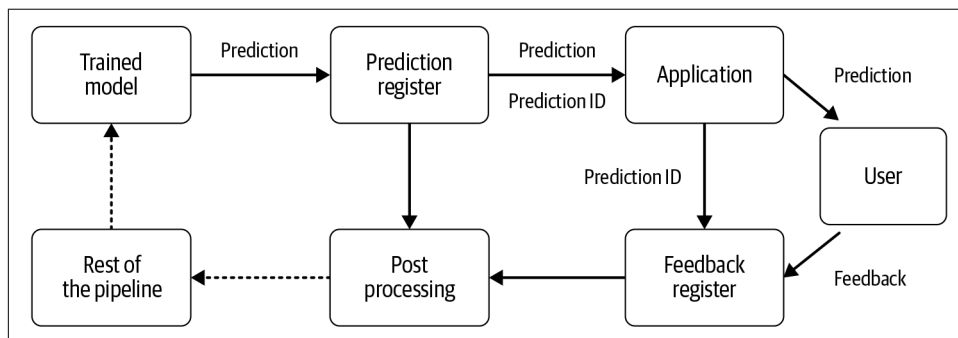 Trained
model
Prediction
Prediction
register
Prediction
Prediction ID
Application
Prediction
User
Prediction ID
Rest of
the pipeline
Post
processing
Feedback
register
Feedback